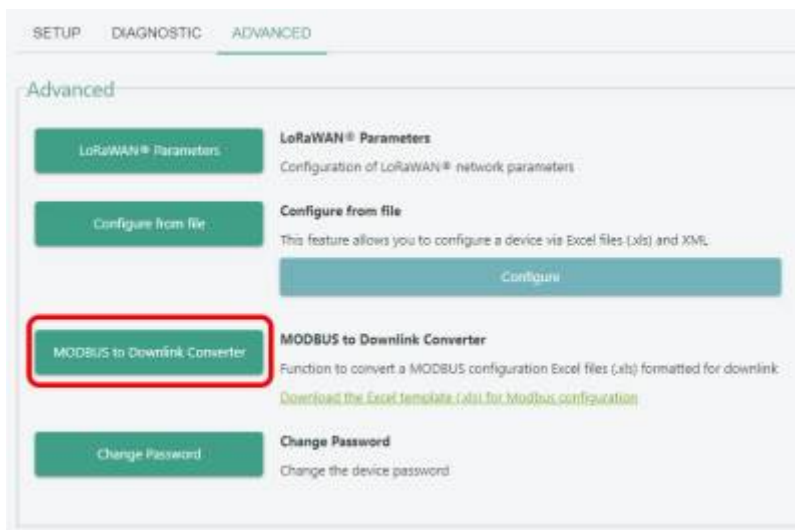 SETUP DIAGNOSTIC ADVANCED
Advanced
LoRaWAN® Parameters
LoRaWAN® Parameters
Configuration of LoRaWAN® network parameters
Configure from file
Configure from file
This feature allows you to configure a device via Excel files (.xls) and XML
Configure
MODBUS to Downlink Converter
MODBUS to Downlink Converter
Function to convert a MODBUS configuration Excel files (.xls) formatted for downlink
Download the Excel template (.xls) for Modbus configuration
Change Password
Change Password
Change the device password